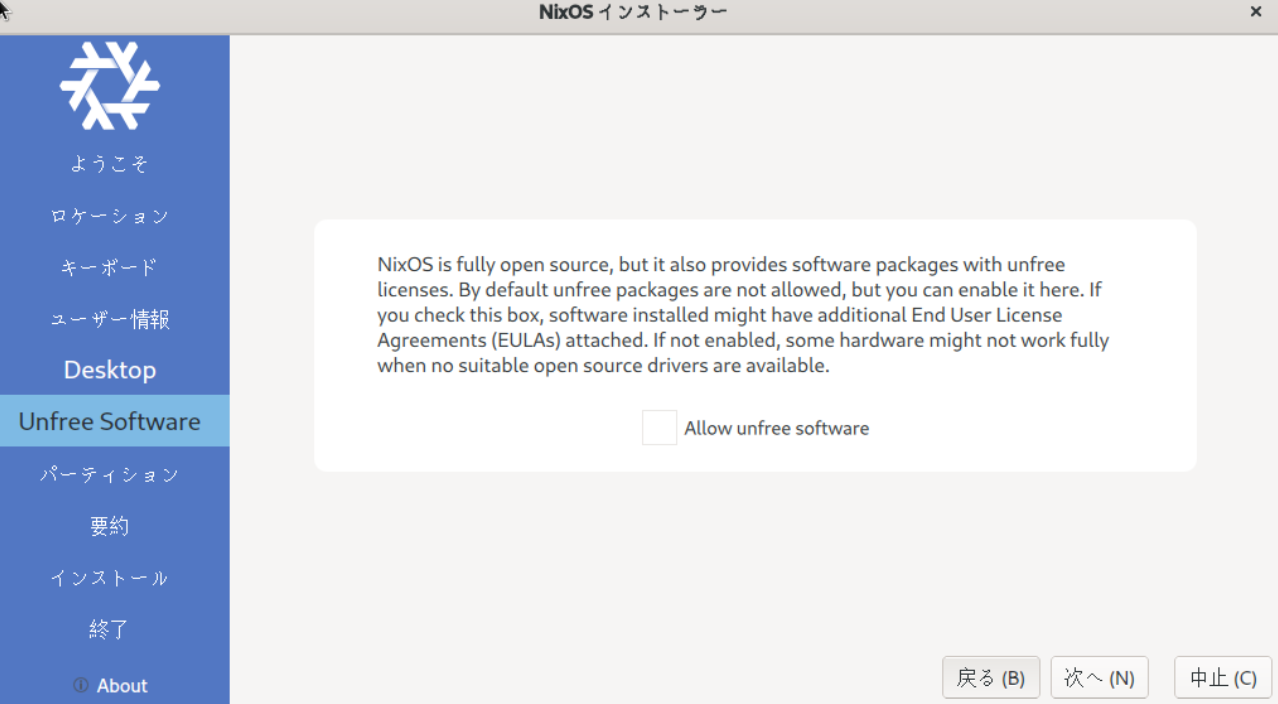 NixOS インストーラー
ようこそ
ロケーション
キーボード
ユーザー情報
Desktop
Unfree Software
パーティション
要約
インストール
終了
About
NixOS is fully open source, but it also provides software packages with unfree
licenses. By default unfree packages are not allowed, but you can enable it here. If
you check this box, software installed might have additional End User License
Agreements (EULAs) attached. If not enabled, some hardware might not work fully
when no suitable open source drivers are available.
Allow unfree software
戻る (B)
次へ (N)
中止 (C)